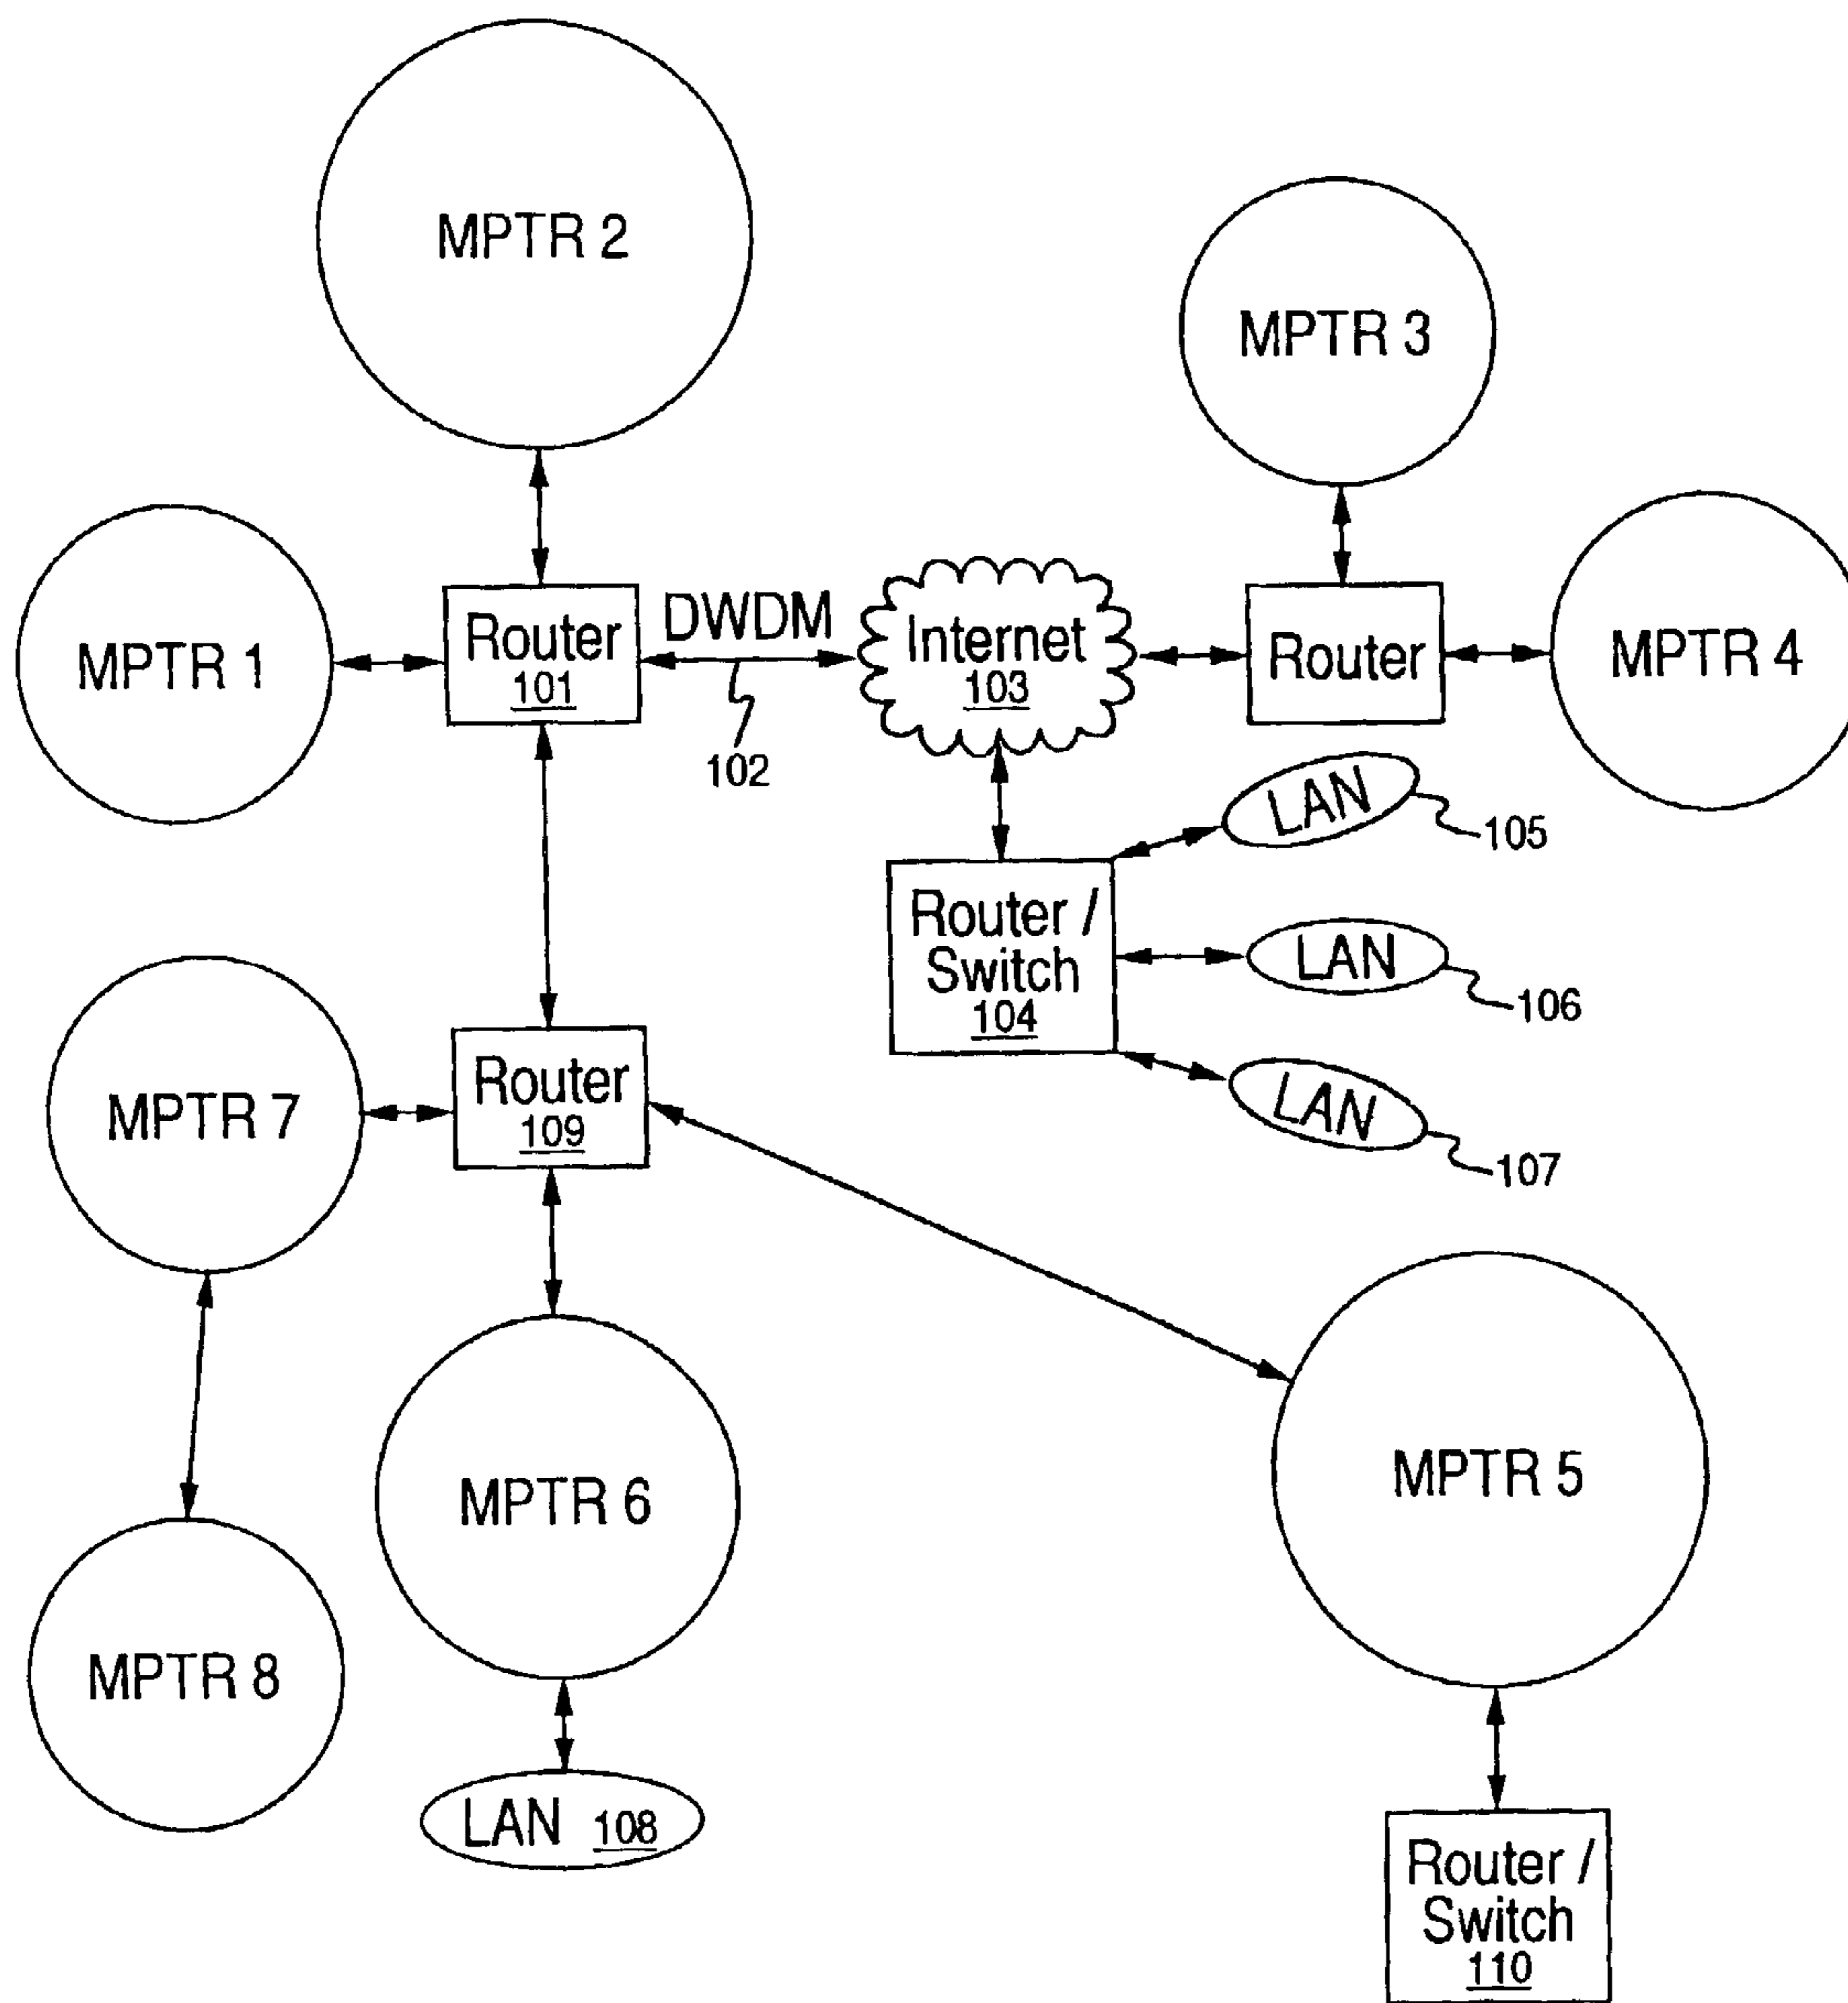 MPTR 2
MPTR 3
MPTR 1
Router
101
DWDM
102
Internet
103
Router
MPTR 4
LAN
105
Router /
Switch
104
LAN
106
LAN
107
MPTR 7
Router
109
MPTR 6
MPTR 5
MPTR 8
LAN 108
Router /
Switch
110